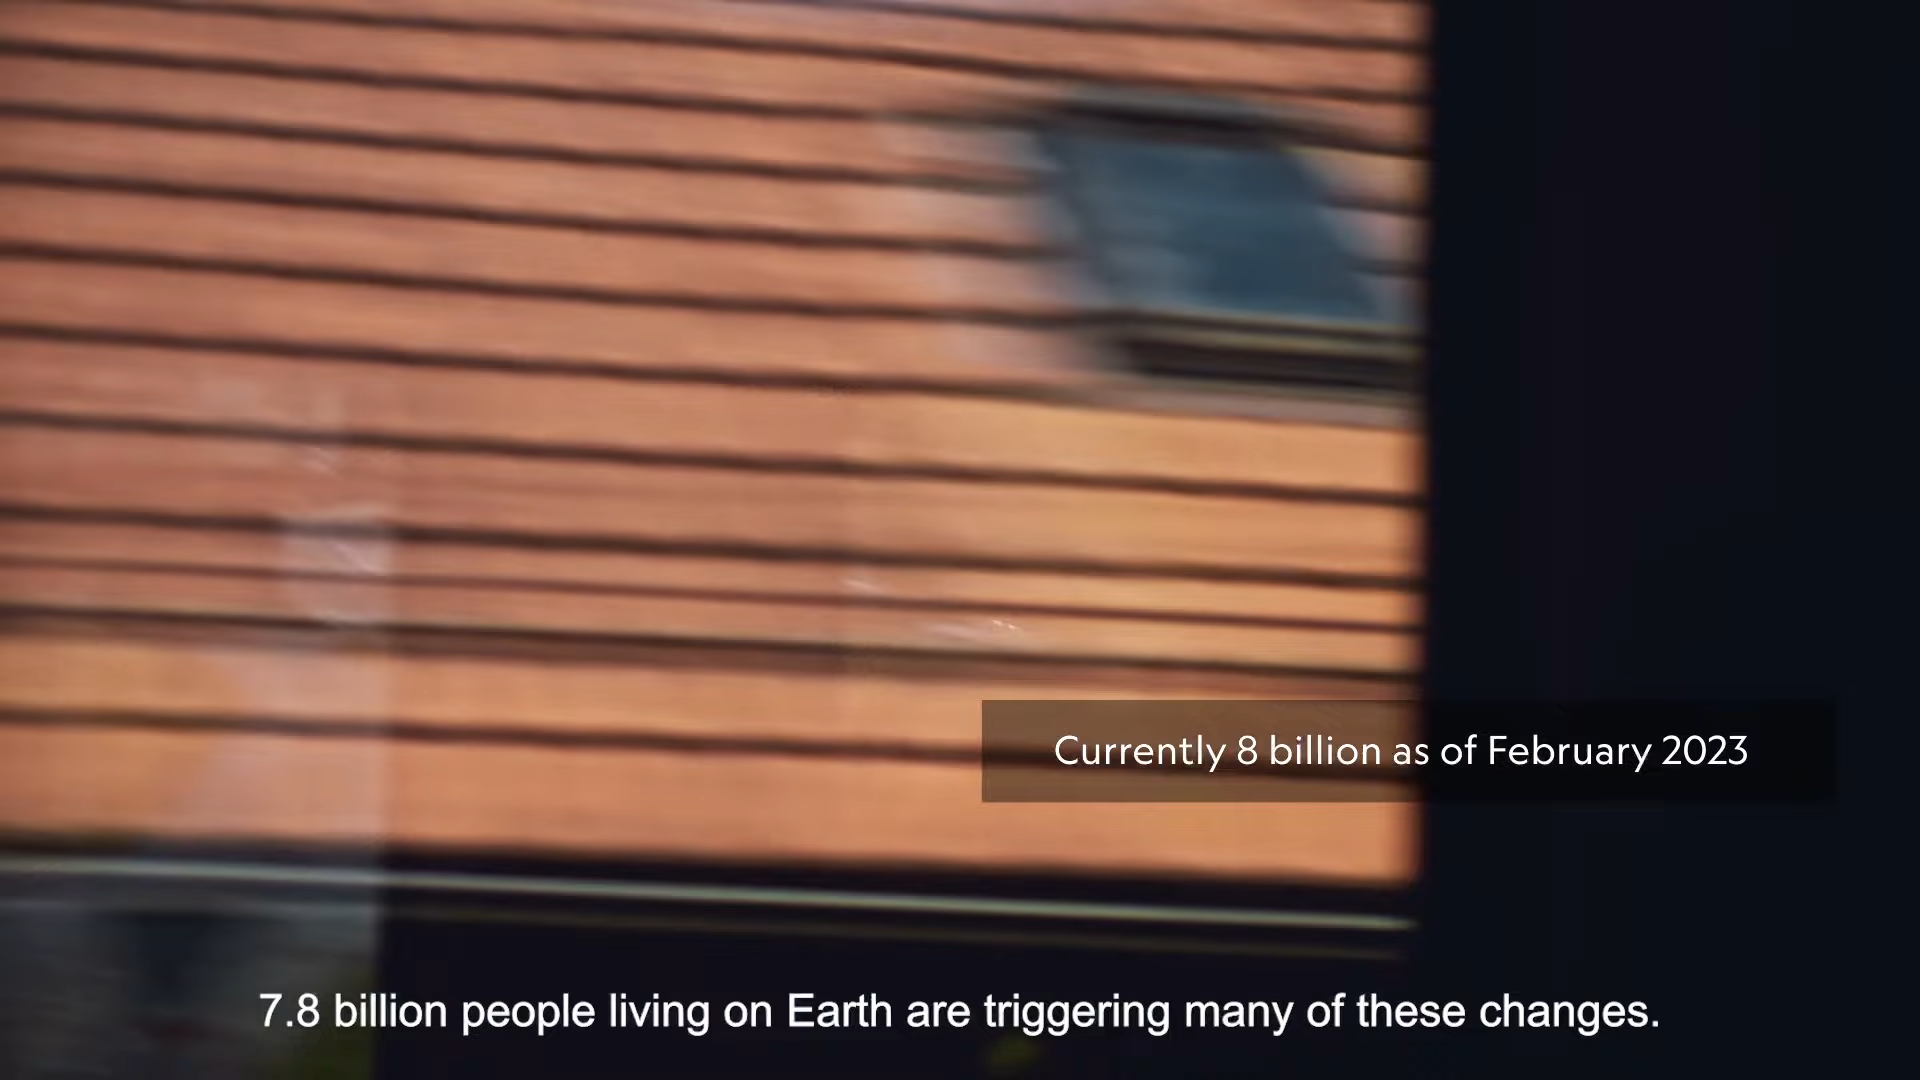 Currently 8 billion as of February 2023
7.8 billion people living on Earth are triggering many of these changes.